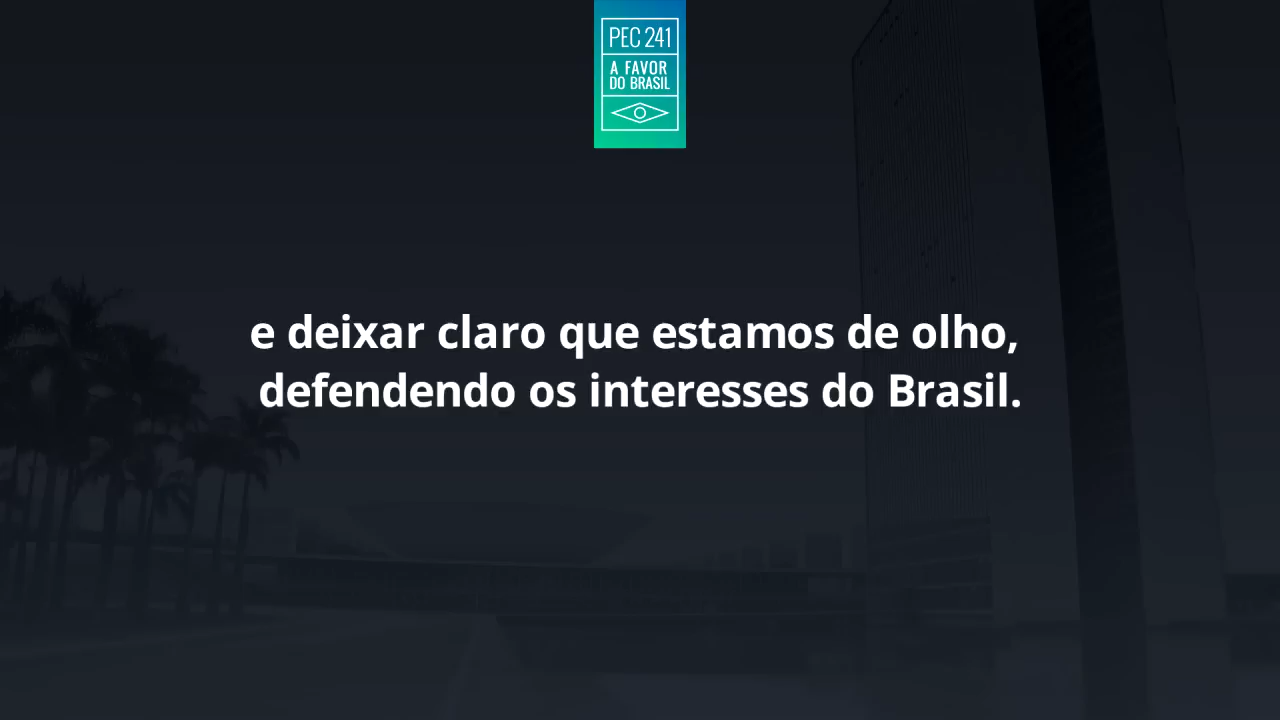 PEC 241
A FAVOR
DO BRASIL
e deixar claro que estamos de olho,
defendendo os interesses do Brasil.